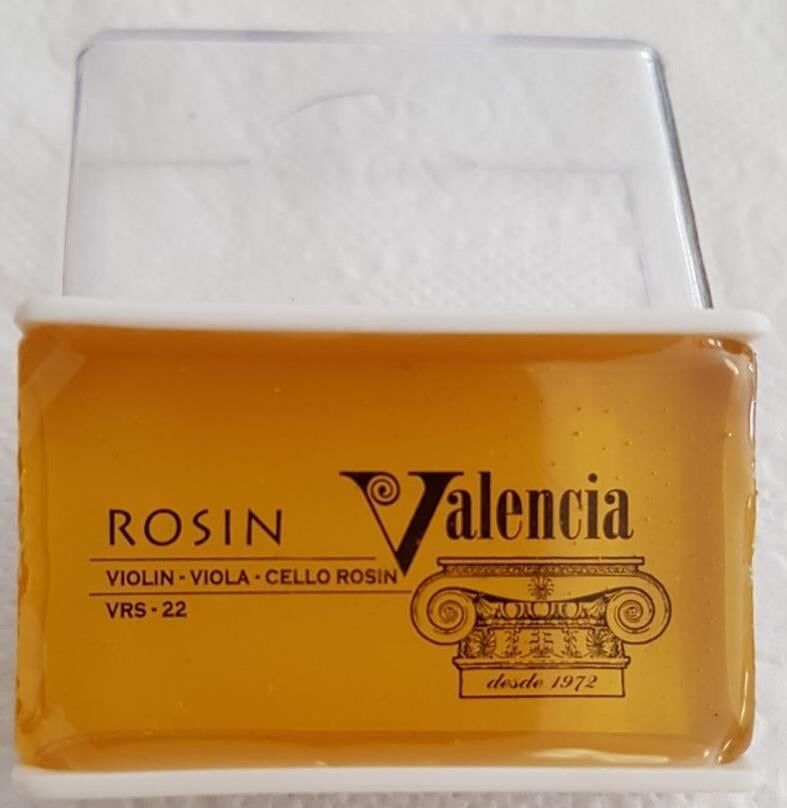 ROSIN
VIOLIN - VIOLA - CELLO ROSIN
VRS - 22
Valencia
desde 1972